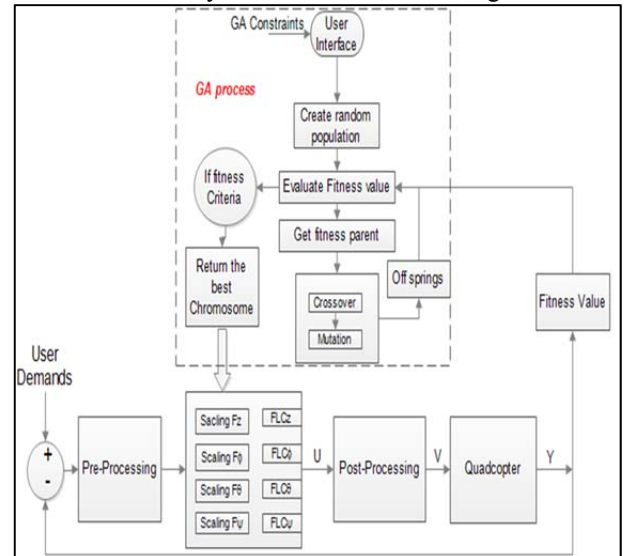 GA Constraints
User
Interface
GA process
Create random
population
If fitness
Criteria
Evaluate Fitness value
Get fitness parent
Return the
best
Chromosome
Crossover
Mutation
Off springs
Fitness Value
User
Demands
+
-
Pre-Processing
Sacling Fz
FLCz
Scaling Fϕ
FLCϕ
Scaling Fθ
FLCθ
Scaling Fψ
FLCψ
U
Post-Processing
V
Quadcopter
Y